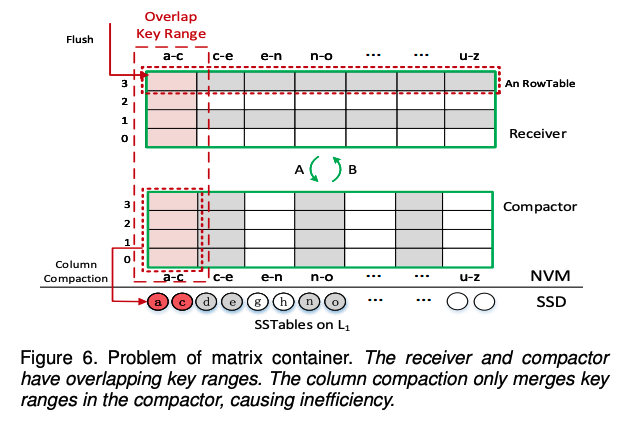 Overlap
Key Range
Flush
a-c c-e e-n n-o ... ... u-z
3 An RowTable
2
1
0 Receiver
A B
3 Compactor
2
1
0
Column
Compaction
a-c c-e e-n n-o ... ... u-z NVM
a c d e g h n o ... ... SSD
SSTables on L1
Figure 6. Problem of matrix container. The receiver and compactor
have overlapping key ranges. The column compaction only merges key
ranges in the compactor, causing inefficiency.